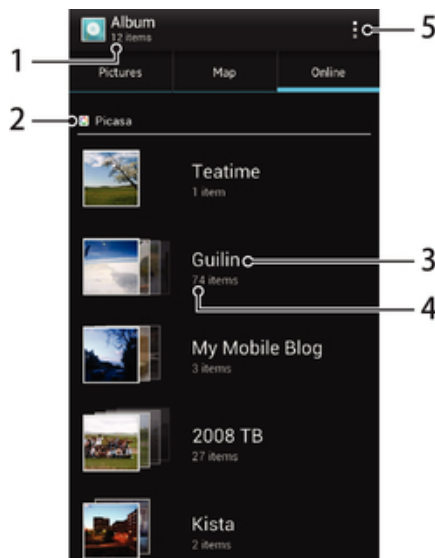 Album
12 items
Pictures Map Online
Picasa
Teatime
1 item
Guilin
74 items
My Mobile Blog
3 items
2008 TB
27 items
Kista
2 items
1
2
3
4
5